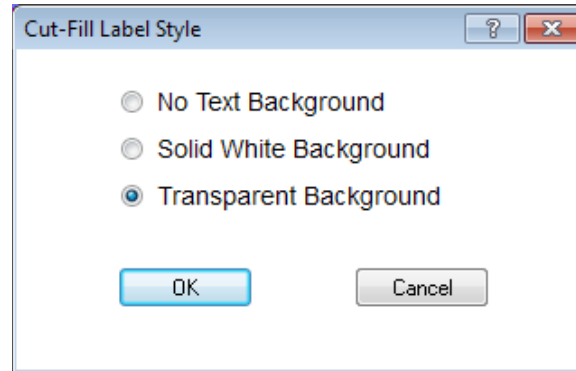 Cut-Fill Label Style ?
No Text Background
Solid White Background
Transparent Background
OK Cancel